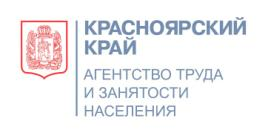 КРАСНОЯРСКИЙ
КРАЙ
АГЕНТСТВО ТРУДА
И ЗАНЯТОСТИ
НАСЕЛЕНИЯ